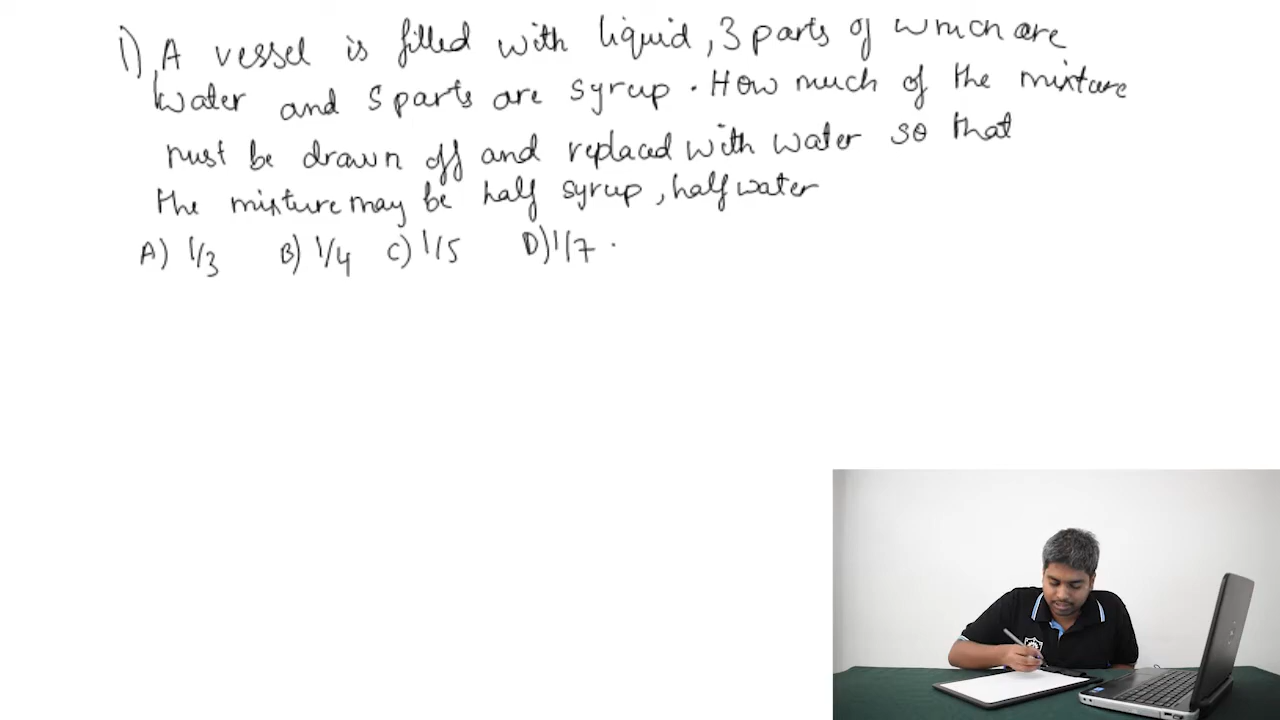 1) A vessel is filled with liquid, 3 parts of which are
water and 5 parts are syrup. How much of the mixture
must be drawn off and replaced with water so that
the mixture may be half syrup, half water
A) 1/3 B) 1/4 C) 1/5 D) 1/7.